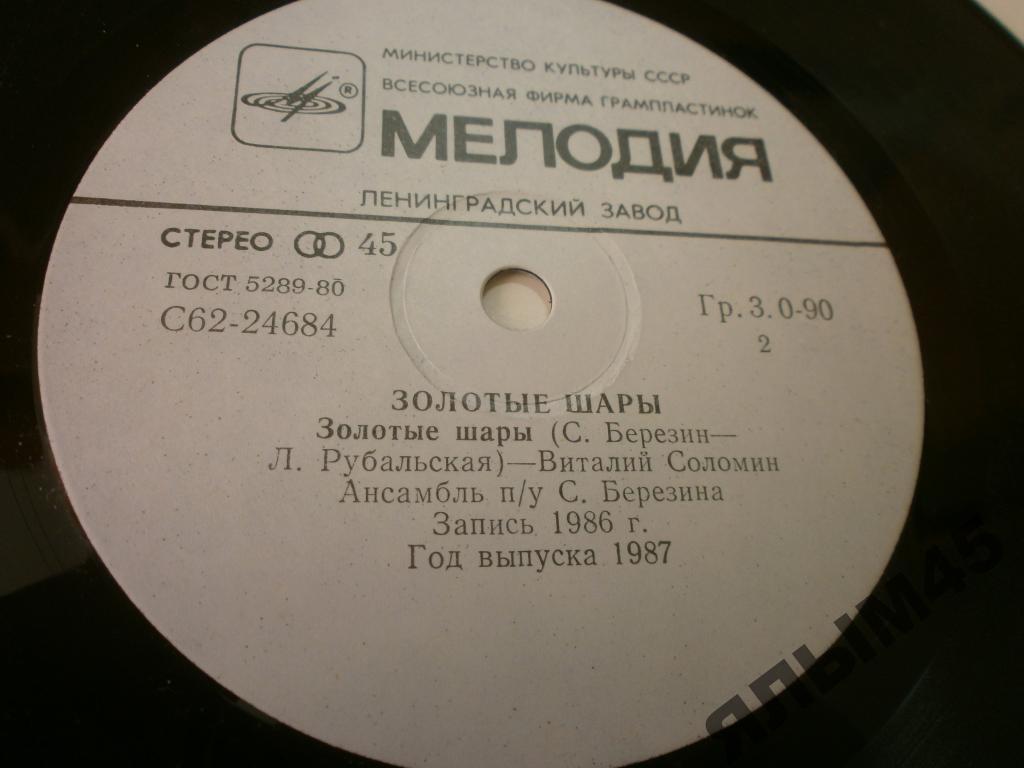 МИНИСТЕРСТВО КУЛЬТУРЫ СССР
ВСЕСОЮЗНАЯ ФИРМА ГРАМПЛАСТИНОК
®
МЕЛОДИЯ
ЛЕНИНГРАДСКИЙ ЗАВОД
СТЕРЕО 45
ГОСТ 5289-80
С62-24684
Гр. 3. 0-90
2
ЗОЛОТЫЕ ШАРЫ
Золотые шары (С. Березин—
Л. Рубальская)—Виталий Соломин
Ансамбль п/у С. Березина
Запись 1986 г.
Год выпуска 1987
ЯЛЫМ45